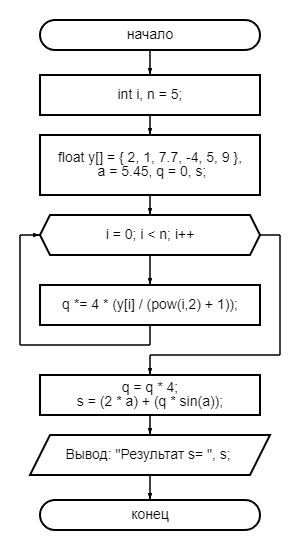 начало
int i, n = 5;
float y[] = { 2, 1, 7.7, -4, 5, 9 },
a = 5.45, q = 0, s;
i = 0; i < n; i++
q *= 4 * (y[i] / (pow(i,2) + 1));
q = q * 4;
s = (2 * a) + (q * sin(a));
Вывод: "Результат s= ", s;
конец